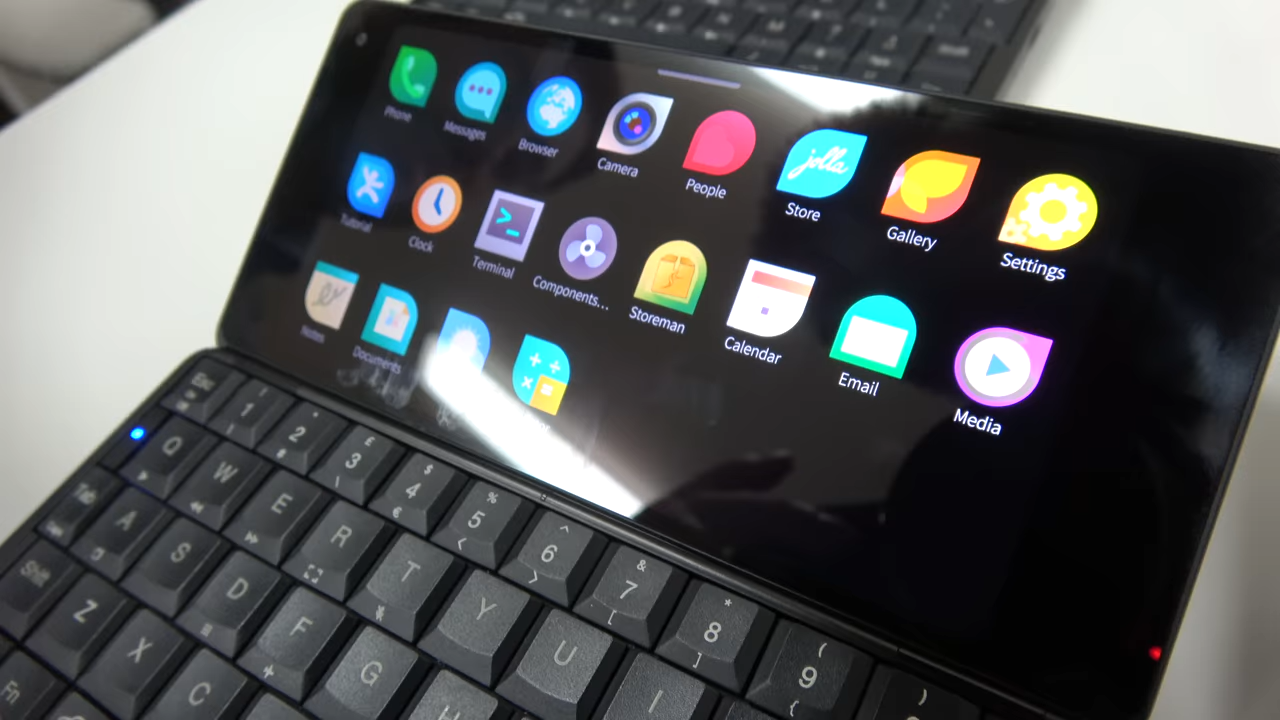 Phone Messages Browser Camera People Store Gallery Settings
jolla
Tutorial Clock Terminal Components... Storeman Calendar Email Media
Notes Documents
Esc ! 1 " 2 £ 3 \ $ 4 € % 5 < ^ 6 > & 7 [ * 8 ] ( 9 { )
Q W E R T ¥ Y U I
Tab A S D F G H
Shift Z X C
Fn